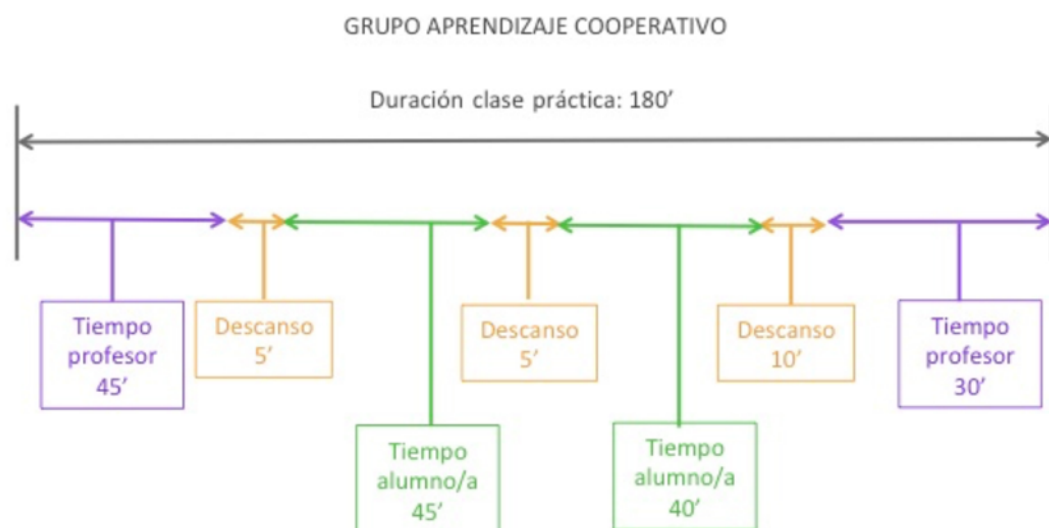 GRUPO APRENDIZAJE COOPERATIVO
Duración clase práctica: 180’
Tiempo
profesor
45’
Descanso
5’
Tiempo
alumno/a
45’
Descanso
5’
Tiempo
alumno/a
40’
Descanso
10’
Tiempo
profesor
30’